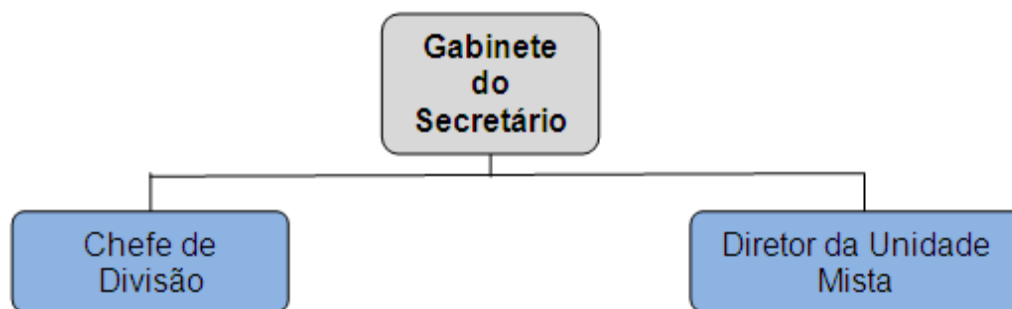 Gabinete
do
Secretário
Chefe de
Divisão
Diretor da Unidade
Mista